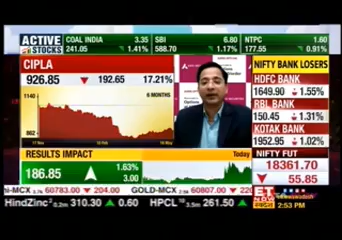 ACTIVE
STOCKS
COAL INDIA 3.35
241.05 1.41%
SBI 6.80
588.70 1.17%
NTPC 1.60
177.55 0.91%
CIPLA
926.85 192.65 17.21%
1140
6 MONTHS
862
NIFTY BANK LOSERS
HDFC BANK
1649.90 1.55%
RBL BANK
150.45 1.31%
KOTAK BANK
1952.95 1.02%
RESULTS IMPACT
Today
186.85 1.63%
3.00
NIFTY FUT
18361.70
55.85
60783.00 204.00 GOLD-MCX 60807.00
HindZinc 310.30 0.60 HPCL 261.50
ET NOW
2:53 PM